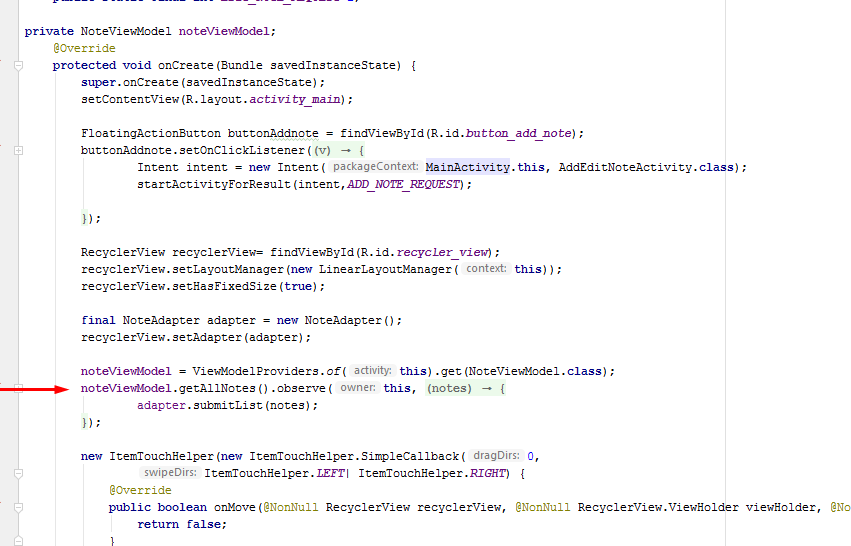 private NoteViewModel noteViewModel;
@Override
protected void onCreate(Bundle savedInstanceState) {
super.onCreate(savedInstanceState);
setContentView(R.layout.activity_main);
FloatingActionButton buttonAddnote = findViewById(R.id.button_add_note);
buttonAddnote.setOnClickListener((v) → {
Intent intent = new Intent( packageContext: MainActivity.this, AddEditNoteActivity.class);
startActivityForResult(intent,ADD_NOTE_REQUEST);
});
RecyclerView recyclerView= findViewById(R.id.recycler_view);
recyclerView.setLayoutManager(new LinearLayoutManager( context: this));
recyclerView.setHasFixedSize(true);
final NoteAdapter adapter = new NoteAdapter();
recyclerView.setAdapter(adapter);
noteViewModel = ViewModelProviders.of( activity: this).get(NoteViewModel.class);
noteViewModel.getAllNotes().observe( owner: this, (notes) → {
adapter.submitList(notes);
});
new ItemTouchHelper(new ItemTouchHelper.SimpleCallback( dragDirs: 0,
swipeDirs: ItemTouchHelper.LEFT| ItemTouchHelper.RIGHT) {
@Override
public boolean onMove(@NonNull RecyclerView recyclerView, @NonNull RecyclerView.ViewHolder viewHolder, @No
return false;
}